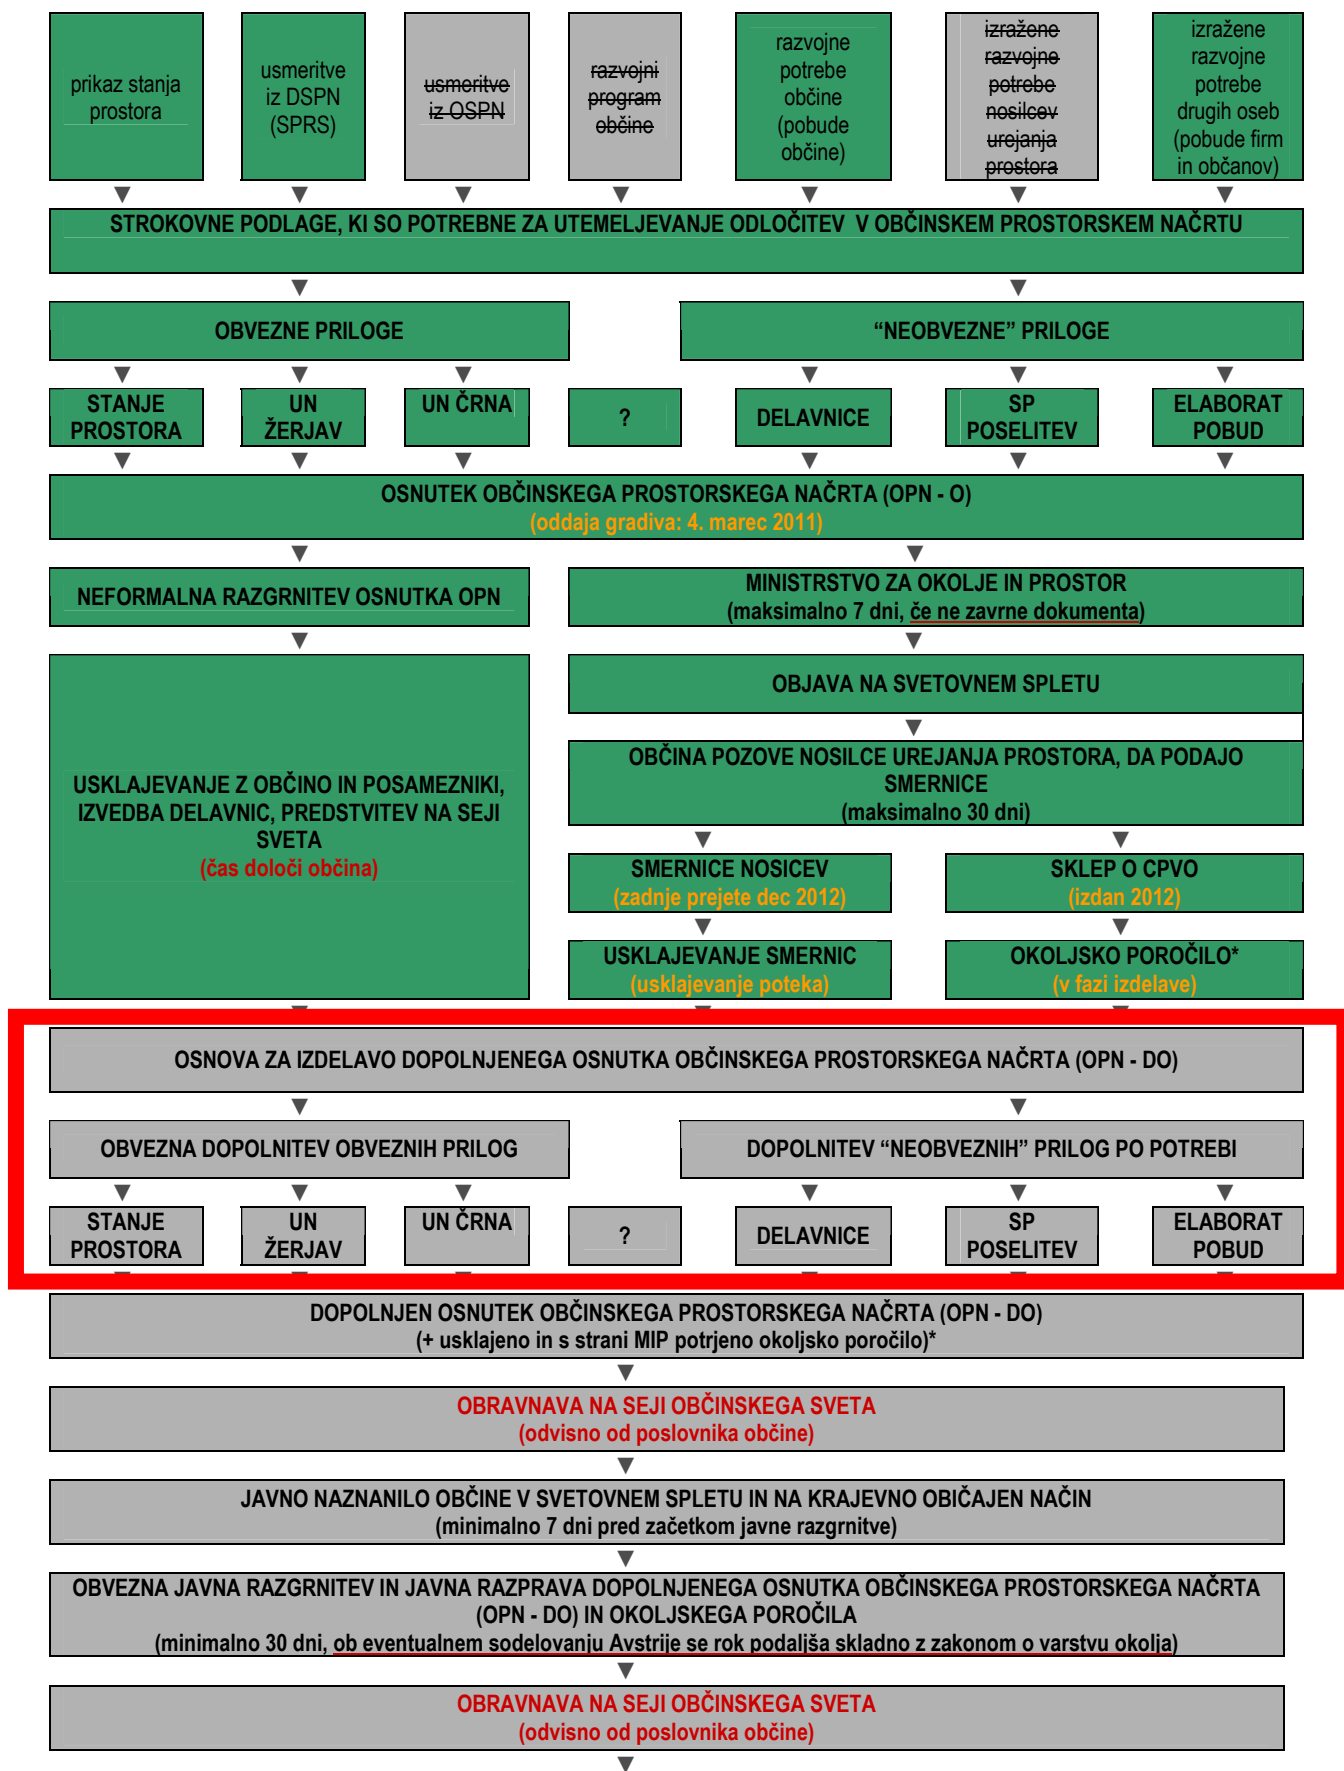 prikaz stanja
prostora
usmeritve
iz DSPN
(SPRS)
usmeritve
iz OSPN
razvojni
program
občine
razvojne
potrebe
občine
(pobude
občine)
izražene
razvojne
potrebe
nosilcev
urejanja
prostora
izražene
razvojne
potrebe
drugih oseb
(pobude firm
in občanov)
STROKOVNE PODLAGE, KI SO POTREBNE ZA UTEMELJEVANJE ODLOČITEV V OBČINSKEM PROSTORSKEM NAČRTU
OBVEZNE PRILOGE
“NEOBVEZNE” PRILOGE
STANJE
PROSTORA
UN
ŽERJAV
UN ČRNA
?
DELAVNICE
SP
POSELITEV
ELABORAT
POBUD
OSNUTEK OBČINSKEGA PROSTORSKEGA NAČRTA (OPN - O)
(oddaja gradiva: 4. marec 2011)
NEFORMALNA RAZGRNITEV OSNUTKA OPN
MINISTRSTVO ZA OKOLJE IN PROSTOR
(maksimalno 7 dni, če ne zavrne dokumenta)
OBJAVA NA SVETOVNEM SPLETU
OBČINA POZOVE NOSILCE UREJANJA PROSTORA, DA PODAJO
SMERNICE
(maksimalno 30 dni)
USKLAJEVANJE Z OBČINO IN POSAMEZNIKI,
IZVEDBA DELAVNIC, PREDSTVITEV NA SEJI
SVETA
(čas določi občina)
SMERNICE NOSICEV
(zadnje prejete dec 2012)
SKLEP O CPVO
(izdan 2012)
USKLAJEVANJE SMERNIC
(usklajevanje poteka)
OKOLJSKO POROČILO*
(v fazi izdelave)
OSNOVA ZA IZDELAVO DOPOLNJENEGA OSNUTKA OBČINSKEGA PROSTORSKEGA NAČRTA (OPN - DO)
OBVEZNA DOPOLNITEV OBVEZNIH PRILOG
DOPOLNITEV “NEOBVEZNIH” PRILOG PO POTREBI
STANJE
PROSTORA
UN
ŽERJAV
UN ČRNA
?
DELAVNICE
SP
POSELITEV
ELABORAT
POBUD
DOPOLNJEN OSNUTEK OBČINSKEGA PROSTORSKEGA NAČRTA (OPN - DO)
(+ usklajeno in s strani MIP potrjeno okoljsko poročilo)*
OBRAVNAVA NA SEJI OBČINSKEGA SVETA
(odvisno od poslovnika občine)
JAVNO NAZNANILO OBČINE V SVETOVNEM SPLETU IN NA KRAJEVNO OBIČAJEN NAČIN
(minimalno 7 dni pred začetkom javne razgrnitve)
OBVEZNA JAVNA RAZGRNITEV IN JAVNA RAZPRAVA DOPOLNJENEGA OSNUTKA OBČINSKEGA PROSTORSKEGA NAČRTA
(OPN - DO) IN OKOLJSKEGA POROČILA
(minimalno 30 dni, ob eventualnem sodelovanju Avstrije se rok podaljša skladno z zakonom o varstvu okolja)
OBRAVNAVA NA SEJI OBČINSKEGA SVETA
(odvisno od poslovnika občine)